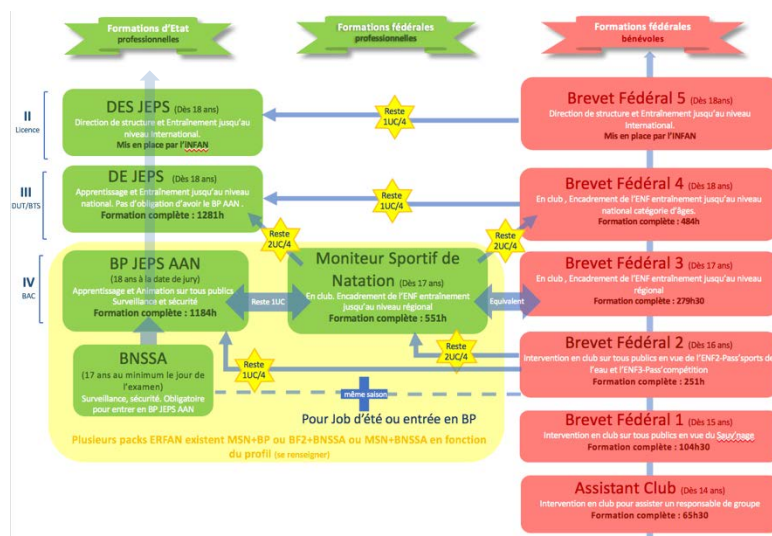 Formations d'Etat
professionnelles
Formations fédérales
professionnelles
Formations fédérales
bénévoles
II
Licence
DES JEPS (Dès 18 ans)
Direction de structure et Entraînement jusqu'au
niveau International.
Mis en place par l'INFAN
Reste
1UC/4
Brevet Fédéral 5 (Dès 18ans)
Direction de structure et Entraînement jusqu'au niveau
International.
Mis en place par l'INFAN
III
DUT/BTS
DE JEPS (Dès 18 ans)
Apprentissage et Entraînement jusqu'au niveau
national. Pas d'obligation d'avoir le BP AAN .
Formation complète : 1281h
Reste
1UC/4
Reste
2UC/4
Reste
2UC/4
Brevet Fédéral 4 (Dès 18 ans)
En club , Encadrement de l'ENF entraînement jusqu'au niveau
national catégorie d'âges.
Formation complète : 484h
IV
BAC
BP JEPS AAN
(18 ans à la date de jury)
Apprentissage et Animation sur tous publics
Surveillance et sécurité
Formation complète : 1184h
Reste 1UC
Moniteur Sportif de
Natation (Dès 17 ans)
En club. Encadrement de l'ENF entraînement
jusqu'au niveau régional
Formation complète : 551h
Equivalent
Brevet Fédéral 3 (Dès 17 ans)
En club , Encadrement de l'ENF entraînement jusqu'au niveau
régional
Formation complète : 279h30
BNSSA
(17 ans au minimum le jour de
l'examen)
Surveillance, sécurité. Obligatoire
pour entrer en BP JEPS AAN
Reste
1UC/4
Reste
2UC/4
Brevet Fédéral 2 (Dès 16 ans)
Intervention en club sur tous publics en vue de l'ENF2-Pass'sports de
l'eau et l'ENF3-Pass'compétition
Formation complète : 251h
même saison
Pour Job d'été ou entrée en BP
Plusieurs packs ERFAN existent MSN+BP ou BF2+BNSSA ou MSN+BNSSA en fonction
du profil (se renseigner)
Brevet Fédéral 1 (Dès 15 ans)
Intervention en club sur tous publics en vue du Sauv'nage
Formation complète : 104h30
Assistant Club (Dès 14 ans)
Intervention en club pour assister un responsable de groupe
Formation complète : 65h30